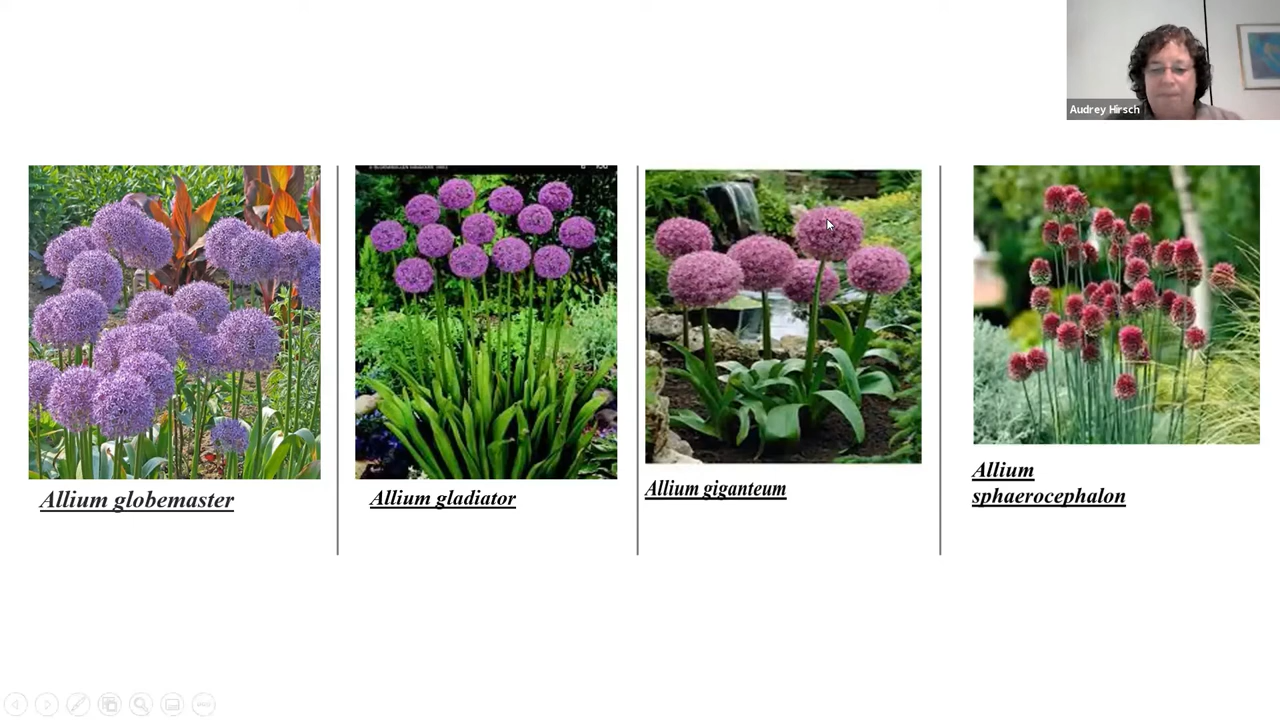 Audrey Hirsch
Allium globemaster
Allium gladiator
Allium giganteum
Allium
sphaerocephalon